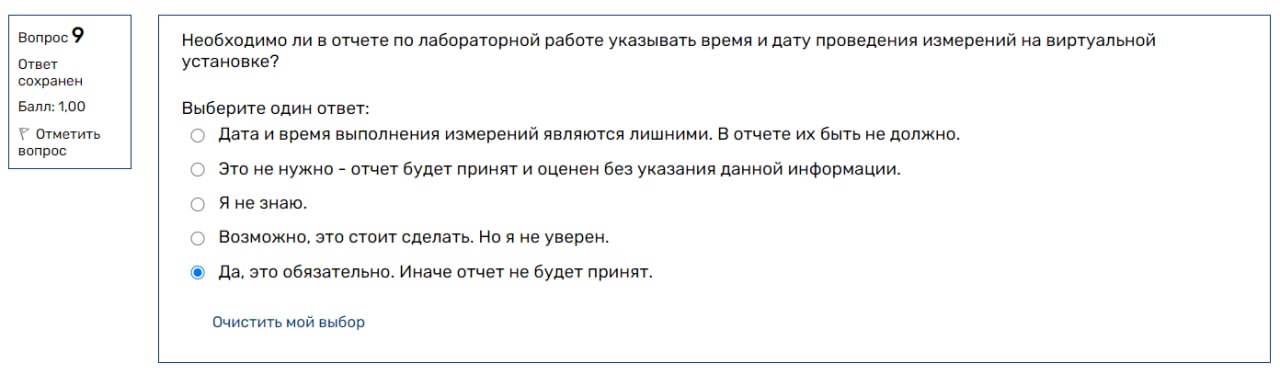 Вопрос 9
Ответ
сохранен
Балл: 1,00
Отметить
вопрос
Необходимо ли в отчете по лабораторной работе указывать время и дату проведения измерений на виртуальной
установке?
Выберите один ответ:
Дата и время выполнения измерений являются лишними. В отчете их быть не должно.
Это не нужно - отчет будет принят и оценен без указания данной информации.
Я не знаю.
Возможно, это стоит сделать. Но я не уверен.
Да, это обязательно. Иначе отчет не будет принят.
Очистить мой выбор